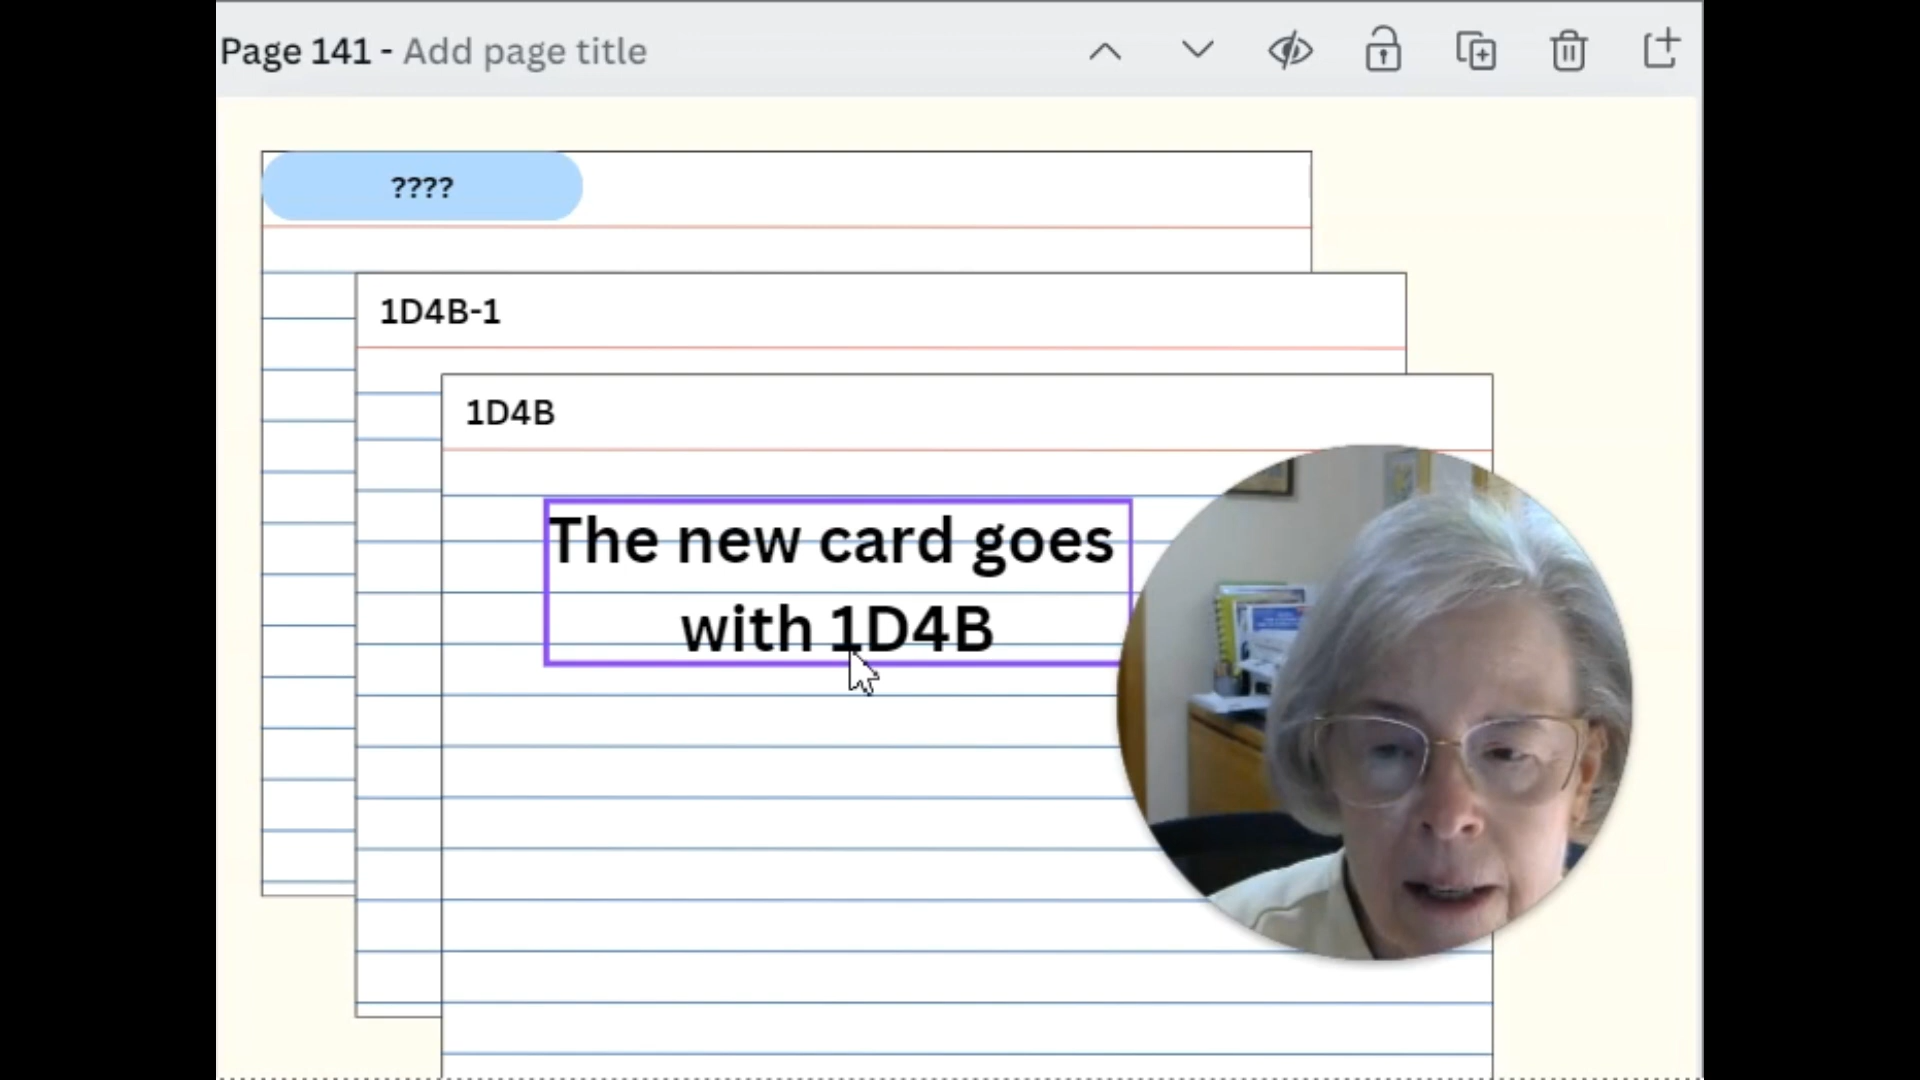 Page 141 - Add page title
????
1D4B-1
1D4B
The new card goes
with 1D4B